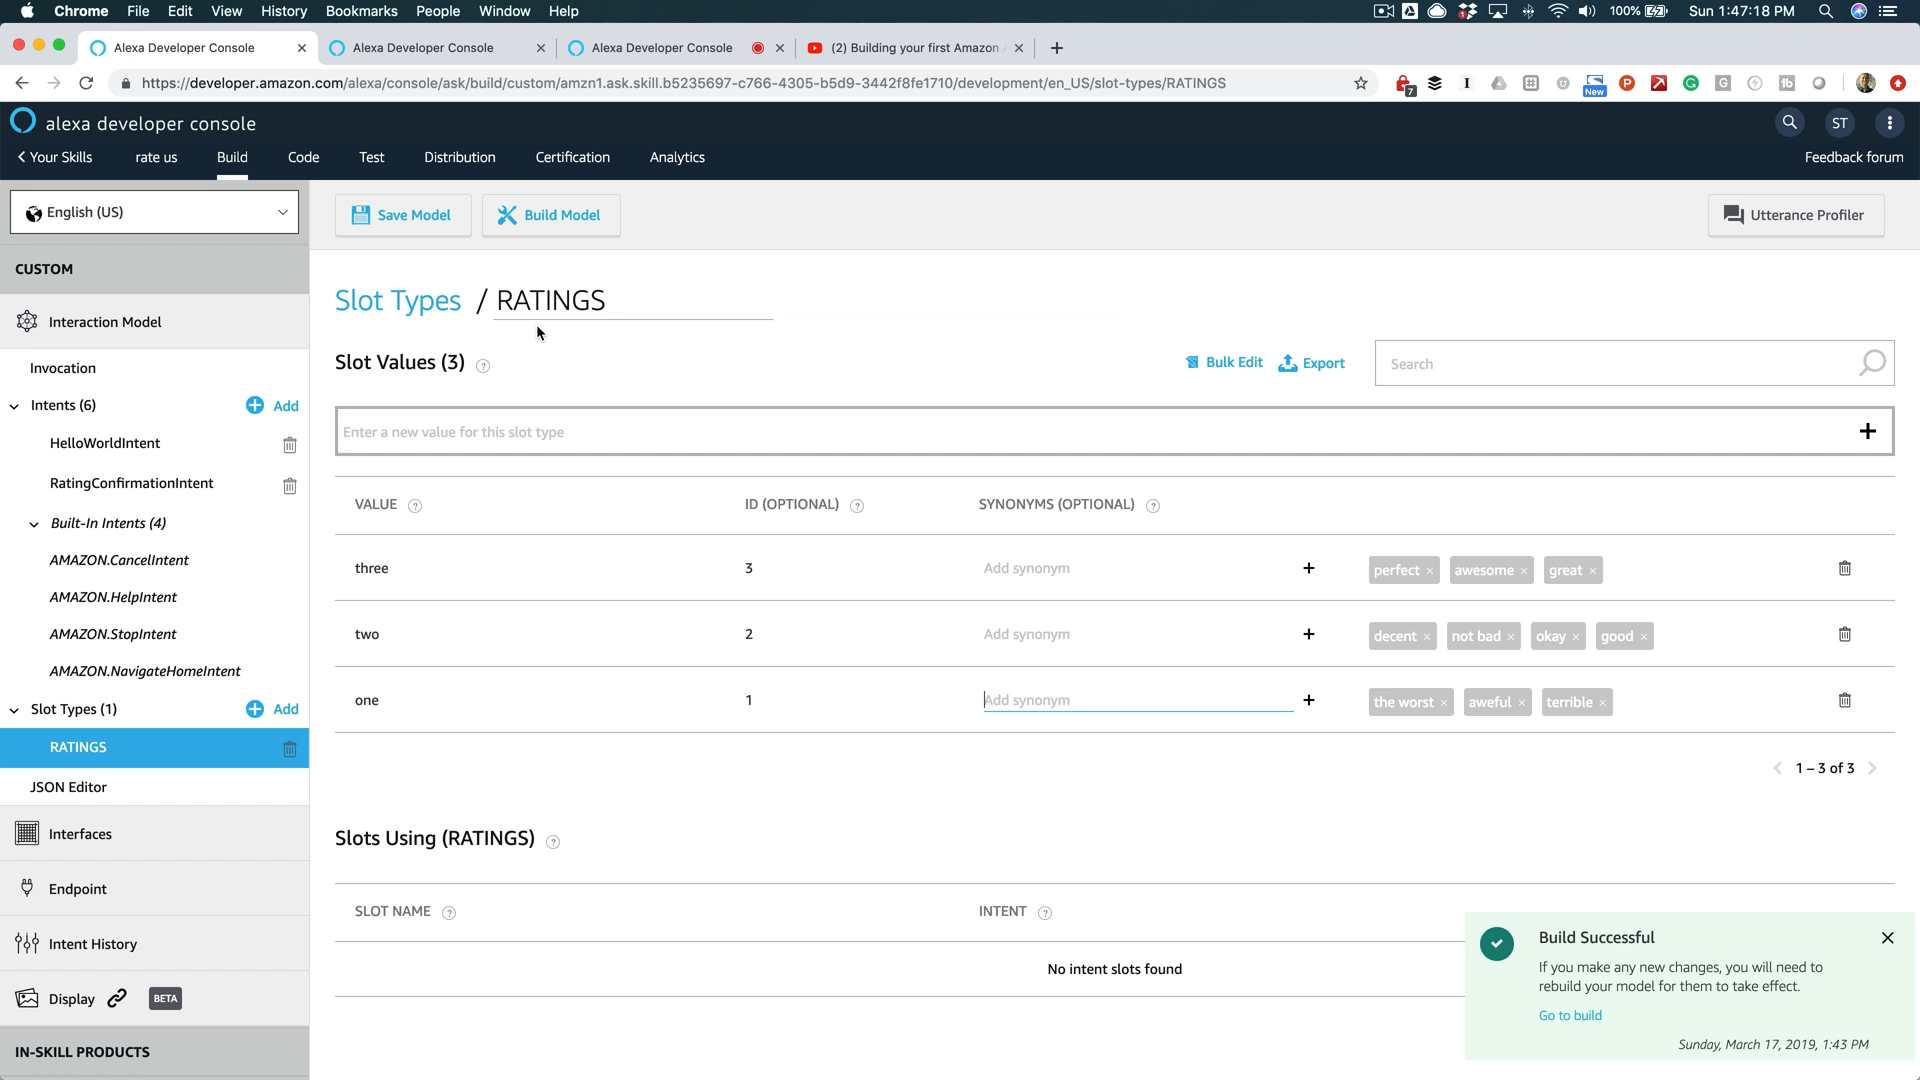 Chrome File Edit View History Bookmarks People Window Help 100% Sun 1:47:18 PM
Alexa Developer Console Alexa Developer Console Alexa Developer Console (2) Building your first Amazon
https://developer.amazon.com/alexa/console/ask/build/custom/amzn1.ask.skill.b5235697-c766-4305-b5d9-3442f8fe1710/development/en_US/slot-types/RATINGS
7 New
alexa developer console ST
Your Skills rate us Build Code Test Distribution Certification Analytics Feedback forum
English (US) Save Model Build Model Utterance Profiler
CUSTOM
Interaction Model
Invocation
Intents (6) Add
HelloWorldIntent
RatingConfirmationIntent
Built-In Intents (4)
AMAZON.CancelIntent
AMAZON.HelpIntent
AMAZON.StopIntent
AMAZON.NavigateHomeIntent
Slot Types (1) Add
RATINGS
JSON Editor
Interfaces
Endpoint
Intent History
Display BETA
IN-SKILL PRODUCTS
Slot Types / RATINGS
Slot Values (3) ? Bulk Edit Export Search
Enter a new value for this slot type
VALUE ? ID (OPTIONAL) ? SYNONYMS (OPTIONAL) ?
three 3 Add synonym perfect awesome great
two 2 Add synonym decent not bad okay good
one 1 Add synonym the worst aweful terrible
1 – 3 of 3
Slots Using (RATINGS) ?
SLOT NAME ? INTENT ?
No intent slots found
Build Successful
If you make any new changes, you will need to
rebuild your model for them to take effect.
Go to build
Sunday, March 17, 2019, 1:43 PM